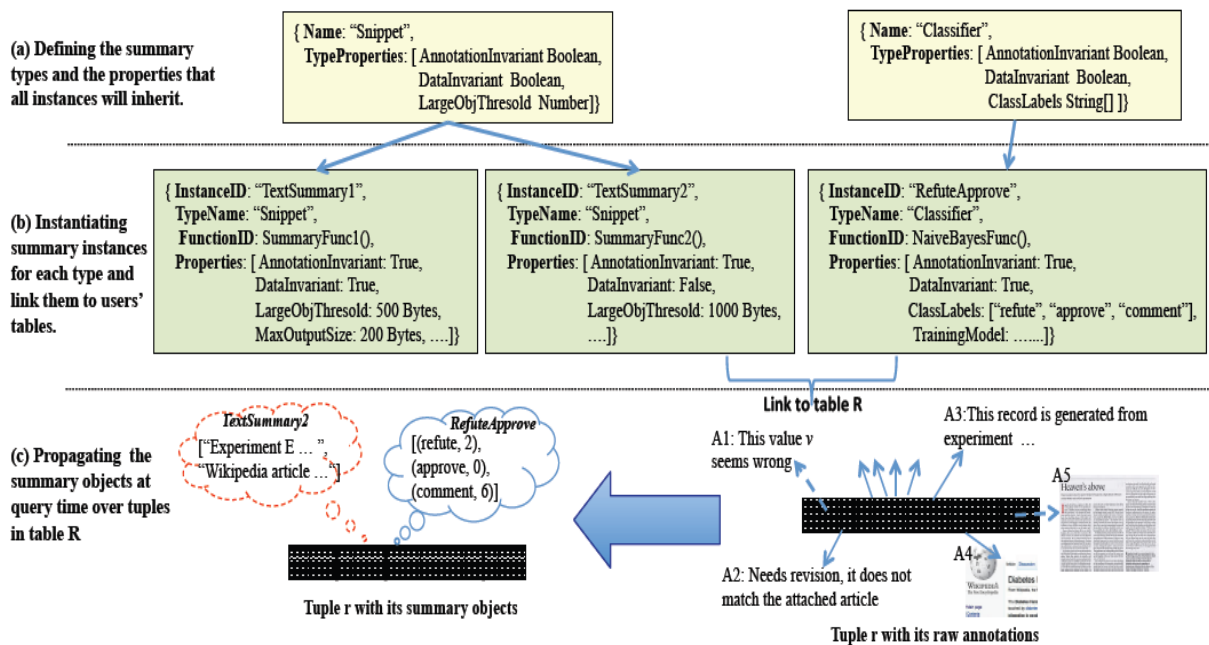 (a) Defining the summary
types and the properties that
all instances will inherit.
{ Name: “Snippet”,
TypeProperties: [ AnnotationInvariant Boolean,
DataInvariant Boolean,
LargeObjThresold Number]}
{ Name: “Classifier”,
TypeProperties: [ AnnotationInvariant Boolean,
DataInvariant Boolean,
ClassLabels String[] ]}
(b) Instantiating
summary instances
for each type and
link them to users’
tables.
{ InstanceID: “TextSummary1”,
TypeName: “Snippet”,
FunctionID: SummaryFunc1(),
Properties: [ AnnotationInvariant: True,
DataInvariant: True,
LargeObjThresold: 500 Bytes,
MaxOutputSize: 200 Bytes, ….]}
{ InstanceID: “TextSummary2”,
TypeName: “Snippet”,
FunctionID: SummaryFunc2(),
Properties: [ AnnotationInvariant: True,
DataInvariant: False,
LargeObjThresold: 1000 Bytes,
….]}
{ InstanceID: “RefuteApprove”,
TypeName: “Classifier”,
FunctionID: NaiveBayesFunc(),
Properties: [ AnnotationInvariant: True,
DataInvariant: True,
ClassLabels: [“refute”, “approve”, “comment”],
TrainingModel: …....]}
Link to table R
(c) Propagating the
summary objects at
query time over tuples
in table R
TextSummary2
[“Experiment E … ”,
“Wikipedia article … “]
RefuteApprove
[(refute, 2),
(approve, 0),
(comment, 6)]
Tuple r with its summary objects
A1: This value v
seems wrong
A3:This record is generated from
experiment …
A5
Heaven's above
A2: Needs revision, it does not
match the attached article
A4
WIKIPEDIA
Diabetes
Tuple r with its raw annotations